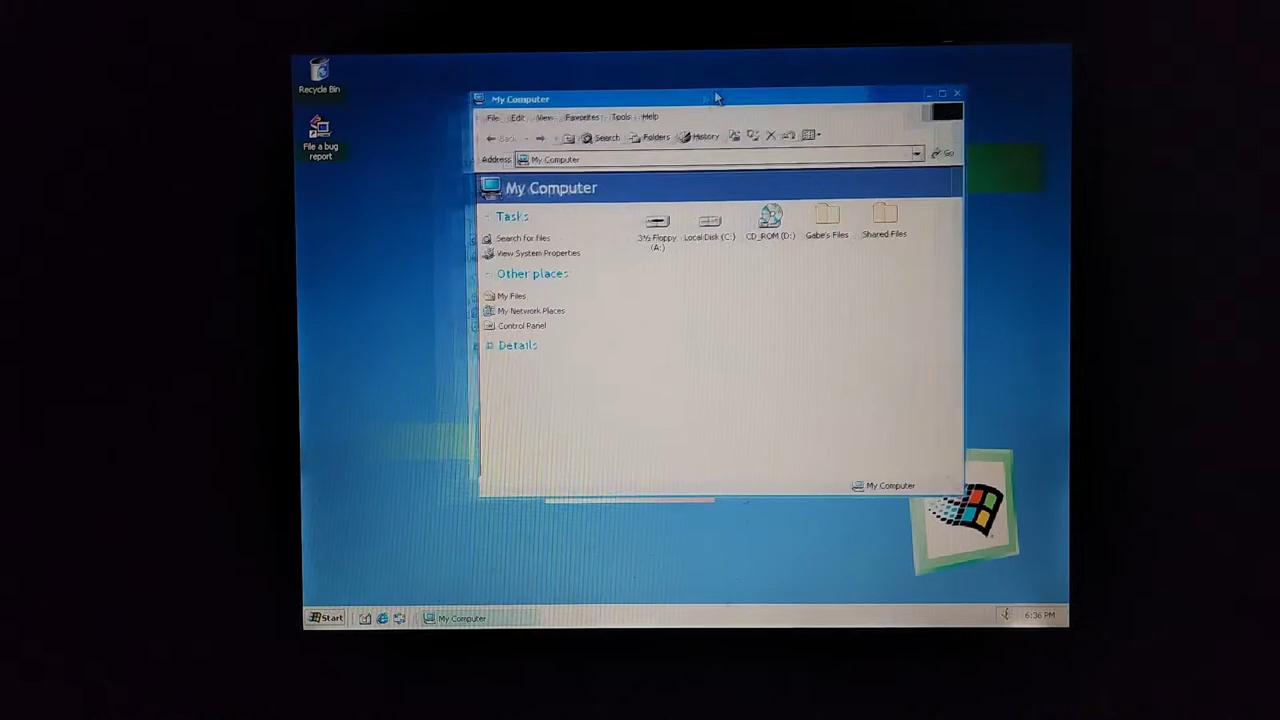 Recycle Bin
File a bug
report
My Computer
File Edit View Favorites Tools Help
Back Search Folders History
Address My Computer Go
My Computer
Tasks
Search for files
View System Properties
Other places
My Files
My Network Places
Control Panel
Details
3½ Floppy
(A:)
Local Disk (C:)
CD_ROM (D:)
Gabe's Files
Shared Files
My Computer
Start
My Computer
6:36 PM